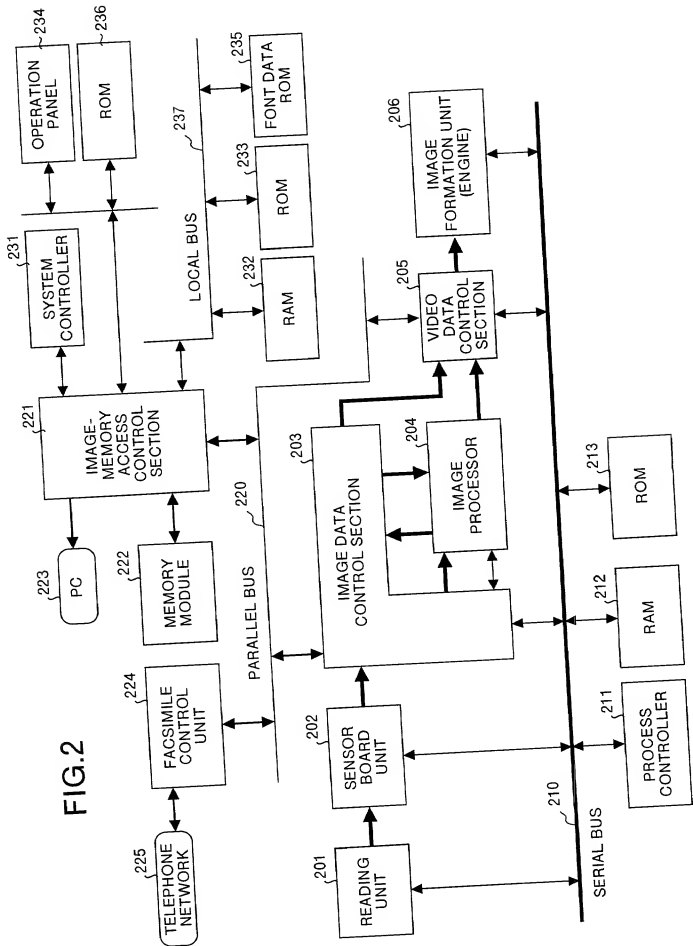 FIG.2
225
TELEPHONE
NETWORK
224
FACSIMILE
CONTROL
UNIT
223
PC
222
MEMORY
MODULE
221
IMAGE-
MEMORY
ACCESS
CONTROL
SECTION
231
SYSTEM
CONTROLLER
234
OPERATION
PANEL
236
ROM
LOCAL BUS
237
232
RAM
233
ROM
235
FONT DATA
ROM
PARALLEL BUS
220
201
READING
UNIT
202
SENSOR
BOARD
UNIT
203
IMAGE DATA
CONTROL SECTION
204
IMAGE
PROCESSOR
205
VIDEO
DATA
CONTROL
SECTION
206
IMAGE
FORMATION UNIT
(ENGINE)
SERIAL BUS
210
211
PROCESS
CONTROLLER
212
RAM
213
ROM